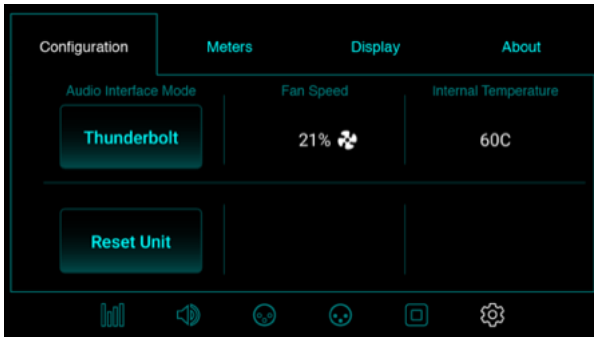 Configuration Meters Display About
Audio Interface Mode Fan Speed Internal Temperature
Thunderbolt 21% 60C
Reset Unit